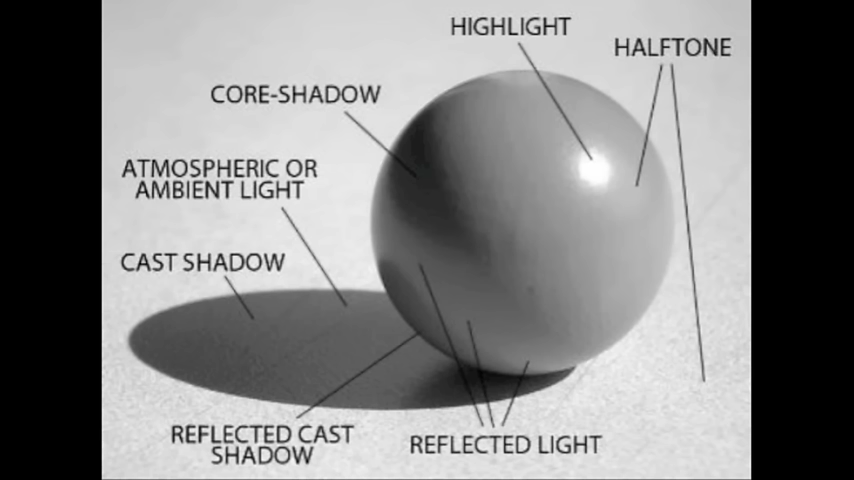 HIGHLIGHT
HALFTONE
CORE-SHADOW
ATMOSPHERIC OR
AMBIENT LIGHT
CAST SHADOW
REFLECTED CAST
SHADOW
REFLECTED LIGHT